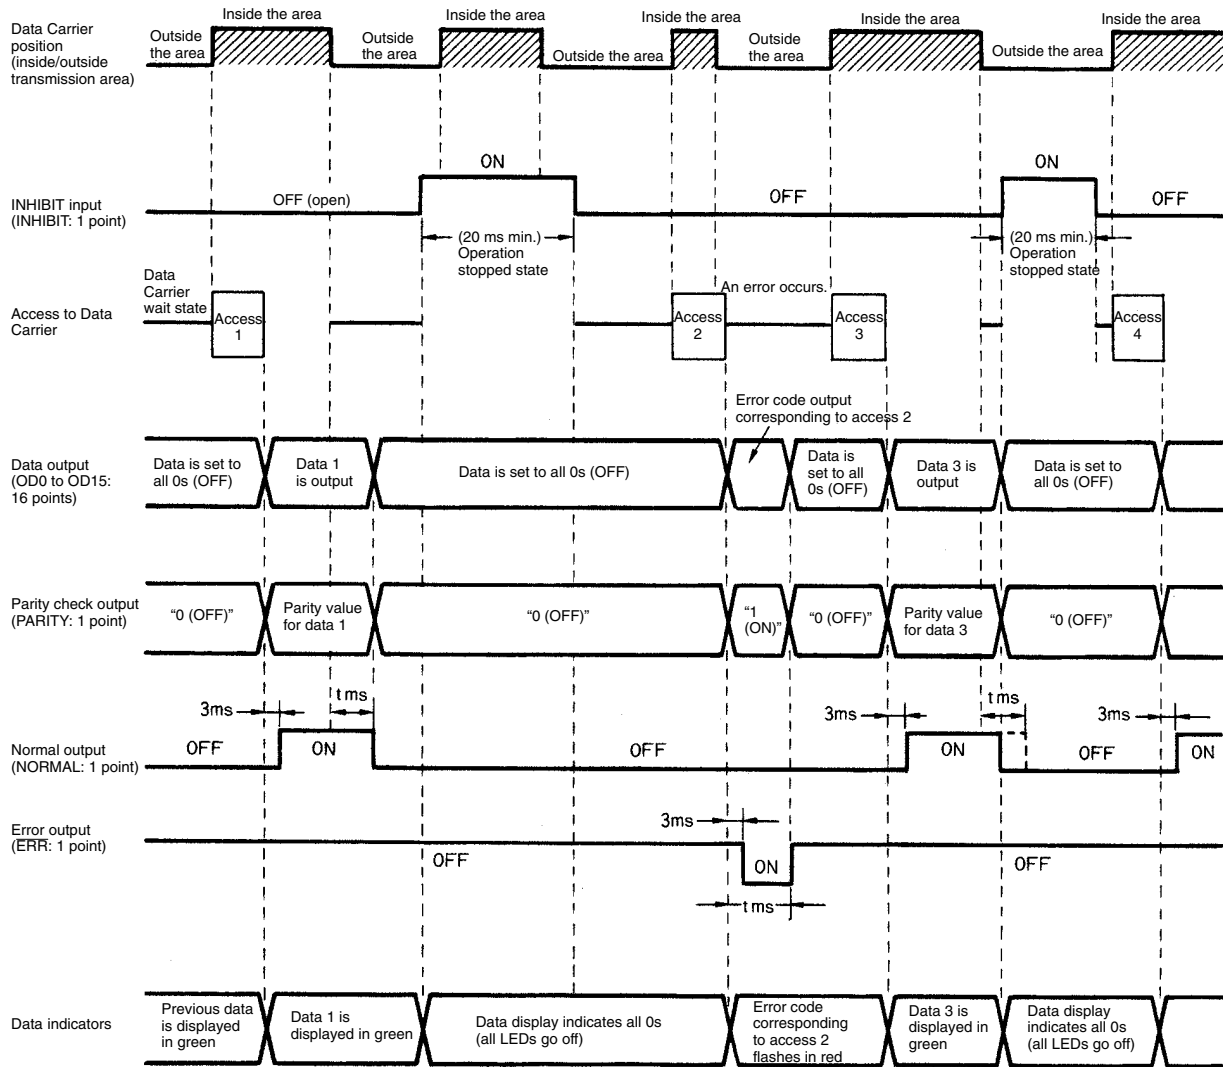 Data Carrier
position
(inside/outside
transmission area)
Outside
the area
Inside the area
Outside
the area
Inside the area
Outside the area
Inside the area
Outside
the area
Inside the area
Outside the area
Inside the area
INHIBIT input
(INHIBIT: 1 point)
OFF (open)
ON
OFF
ON
OFF
(20 ms min.)
Operation
stopped state
(20 ms min.)
Operation
stopped state
Access to Data
Carrier
Data
Carrier
wait state
Access
1
Access
2
An error occurs.
Access
3
Access
4
Error code output
corresponding to access 2
Data output
(OD0 to OD15:
16 points)
Data is set to
all 0s (OFF)
Data 1
is output
Data is set to all 0s (OFF)
Data is
set to all
0s (OFF)
Data 3 is
output
Data is set to
all 0s (OFF)
Parity check output
(PARITY: 1 point)
“0 (OFF)”
Parity value
for data 1
“0 (OFF)”
“1
(ON)”
“0 (OFF)”
Parity value
for data 3
“0 (OFF)”
Normal output
(NORMAL: 1 point)
3ms
t ms
OFF
ON
OFF
3ms
t ms
ON
OFF
3ms
ON
Error output
(ERR: 1 point)
OFF
3ms
ON
t ms
OFF
Data indicators
Previous data
is displayed
in green
Data 1 is
displayed in green
Data display indicates all 0s
(all LEDs go off)
Error code
corresponding
to access 2
flashes in red
Data 3 is
displayed in
green
Data display
indicates all 0s
(all LEDs go off)